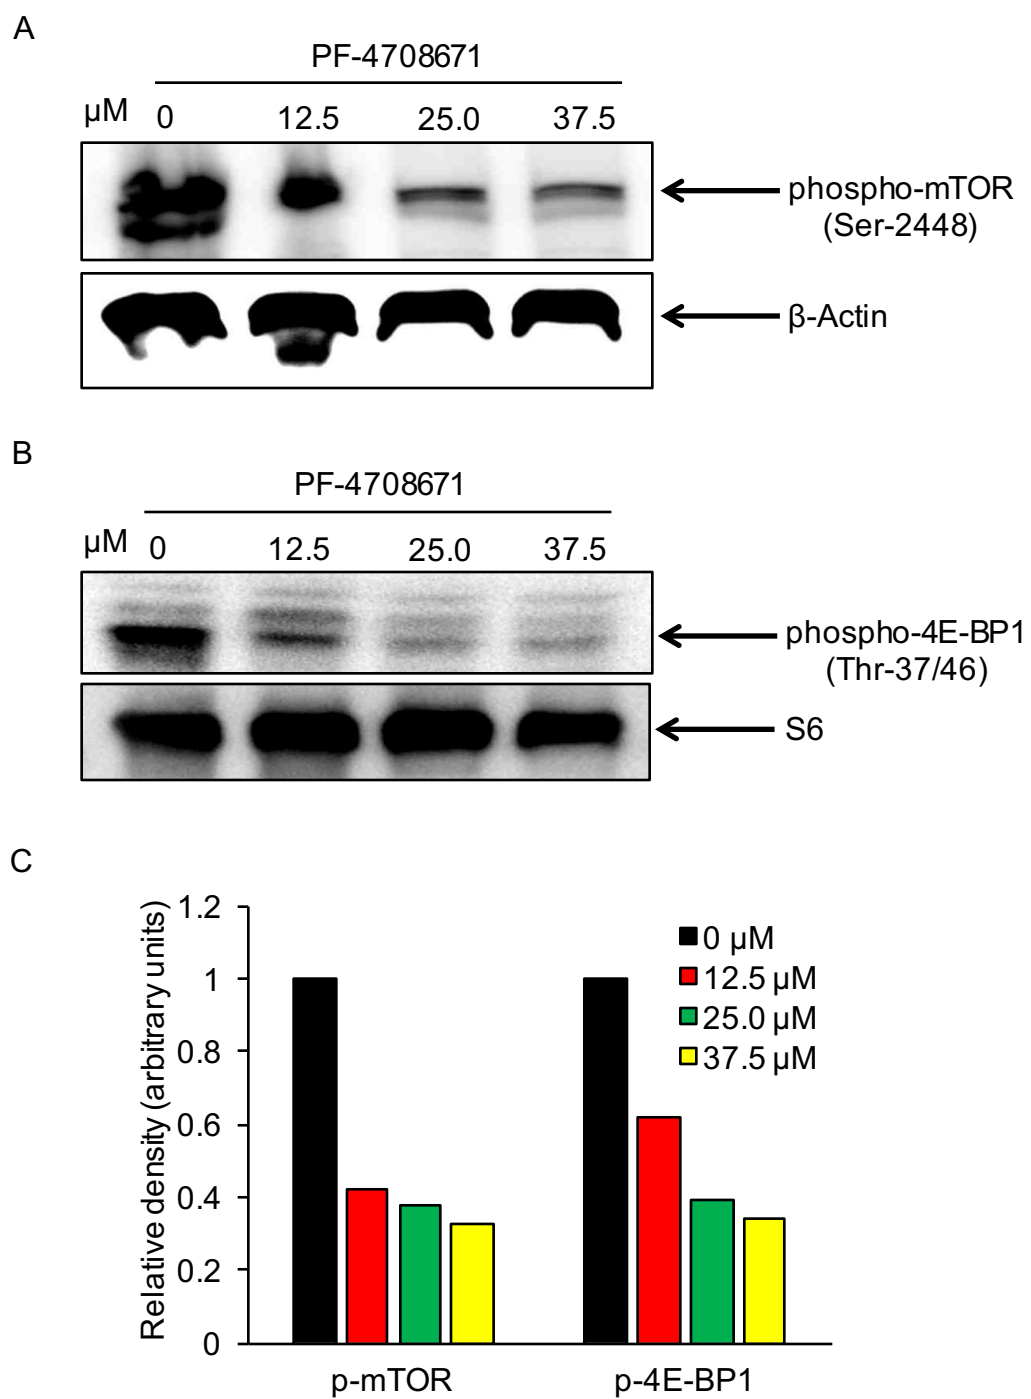 A
PF-4708671
µM 0 12.5 25.0 37.5
phospho-mTOR
(Ser-2448)
β-Actin
B
PF-4708671
µM 0 12.5 25.0 37.5
phospho-4E-BP1
(Thr-37/46)
S6
C
Relative density (arbitrary units)
1.2
1
0.8
0.6
0.4
0.2
0
0 µM
12.5 µM
25.0 µM
37.5 µM
p-mTOR p-4E-BP1